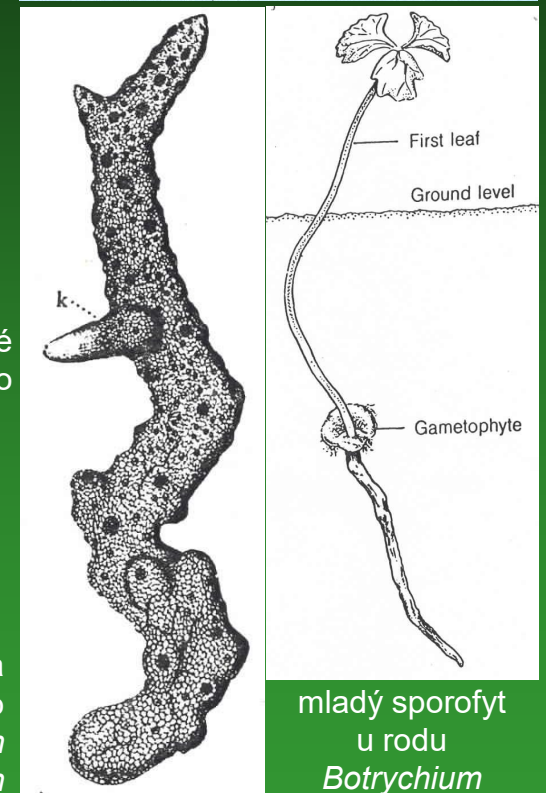 First leaf
Ground level
k
é
o
Gametophyte
mladý sporofyt
u rodu
Botrychium